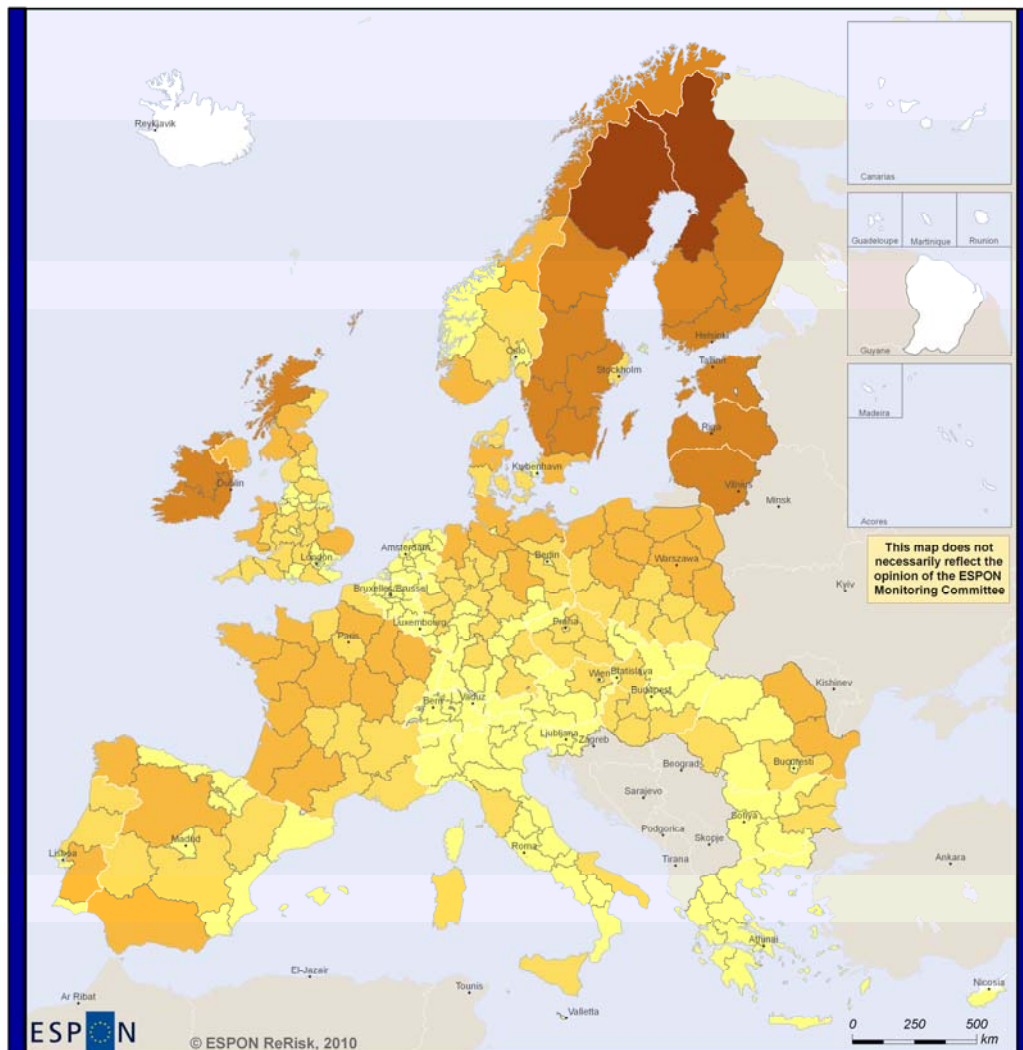 Reykjavik
Canarias
Guadeloupe
Martinique
Runion
Guyane
Madeira
Acores
This map does not
necessarily reflect the
opinion of the ESPON
Monitoring Committee
Oslo
Helsinki
Tallinn
Stockholm
Riga
København
Vilnius
Minsk
Dublin
London
Amsterdam
Berlin
Warszawa
Kyiv
Bruxelles/Brussel
Luxembourg
Praha
Paris
Wien
Bratislava
Kishinev
Bern
Vaduz
Budapest
Ljubljana
Zagreb
Beograd
Bucuresti
Sarajevo
Podgorica
Sofiya
Skopje
Tirana
Roma
Madrid
Lisboa
Ankara
Athinai
Nicosia
El-Jazair
Tounis
Ar Ribat
Valletta
ESPON
© ESPON ReRisk, 2010
0 250 500
km